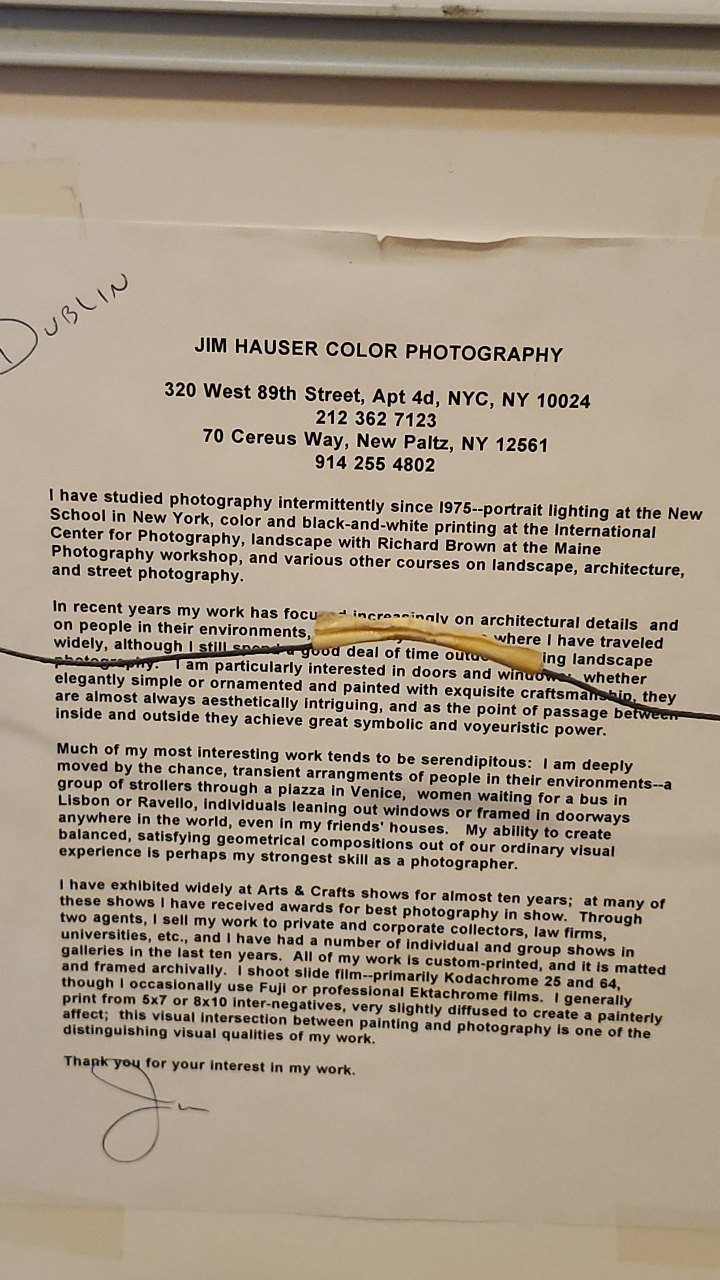 DUBLIN
JIM HAUSER COLOR PHOTOGRAPHY
320 West 89th Street, Apt 4d, NYC, NY 10024
212 362 7123
70 Cereus Way, New Paltz, NY 12561
914 255 4802
I have studied photography intermittently since I975--portrait lighting at the New
School in New York, color and black-and-white printing at the International
Center for Photography, landscape with Richard Brown at the Maine
Photography workshop, and various other courses on landscape, architecture,
and street photography.
In recent years my work has focused increasingly on architectural details and
on people in their environments, where I have traveled
widely, although I still spend a good deal of time landscape
photography. I am particularly interested in doors and windows, whether
elegantly simple or ornamented and painted with exquisite craftsmanship, they
are almost always aesthetically intriguing, and as the point of passage between
inside and outside they achieve great symbolic and voyeuristic power.
Much of my most interesting work tends to be serendipitous: I am deeply
moved by the chance, transient arrangments of people in their environments--a
group of strollers through a piazza in Venice, women waiting for a bus in
Lisbon or Ravello, individuals leaning out windows or framed in doorways
anywhere in the world, even in my friends' houses. My ability to create
balanced, satisfying geometrical compositions out of our ordinary visual
experience is perhaps my strongest skill as a photographer.
I have exhibited widely at Arts & Crafts shows for almost ten years; at many of
these shows I have received awards for best photography in show. Through
two agents, I sell my work to private and corporate collectors, law firms,
universities, etc., and I have had a number of individual and group shows in
galleries in the last ten years. All of my work is custom-printed, and it is matted
and framed archivally. I shoot slide film--primarily Kodachrome 25 and 64,
though I occasionally use Fuji or professional Ektachrome films. I generally
print from 5x7 or 8x10 inter-negatives, very slightly diffused to create a painterly
affect; this visual intersection between painting and photography is one of the
distinguishing visual qualities of my work.
Thank you for your interest in my work.
Jim